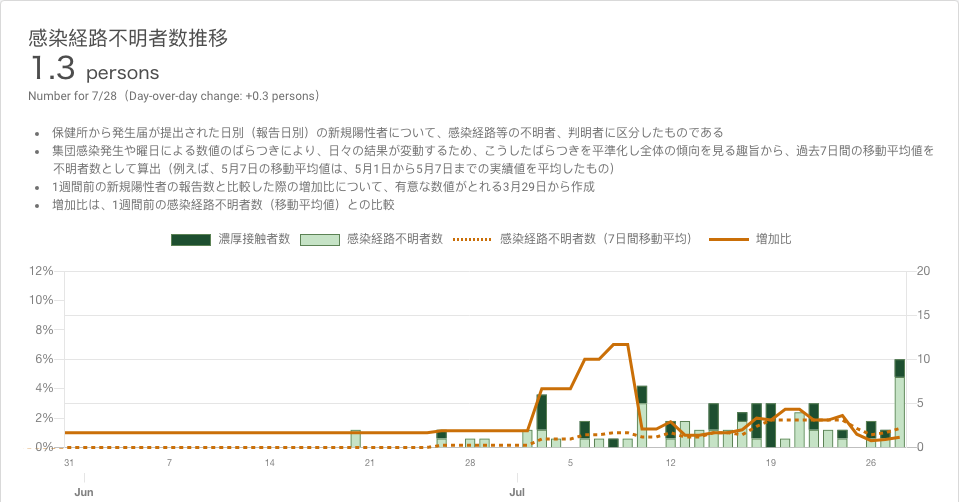 感染経路不明者数推移
1.3 persons
Number for 7/28（Day-over-day change: +0.3 persons）
• 保健所から発生届が提出された日別（報告日別）の新規陽性者について、感染経路等の不明者、判明者に区分したものである
• 集団感染発生や曜日による数値のばらつきにより、日々の結果が変動するため、こうしたばらつきを平準化し全体の傾向を見る趣旨から、過去7日間の移動平均値を
不明者数として算出（例えば、5月7日の移動平均値は、5月1日から5月7日までの実績値を平均したもの）
• 1週間前の新規陽性者の報告数と比較した際の増加比について、有意な数値がとれる3月29日から作成
• 増加比は、1週間前の感染経路不明者数（移動平均値）との比較
濃厚接触者数 感染経路不明者数 感染経路不明者数（7日間移動平均） 増加比
12% 20
10% 15
8%
6% 10
4%
2% 5
0% 0
31 7 14 21 28 5 12 19 26
Jun Jul